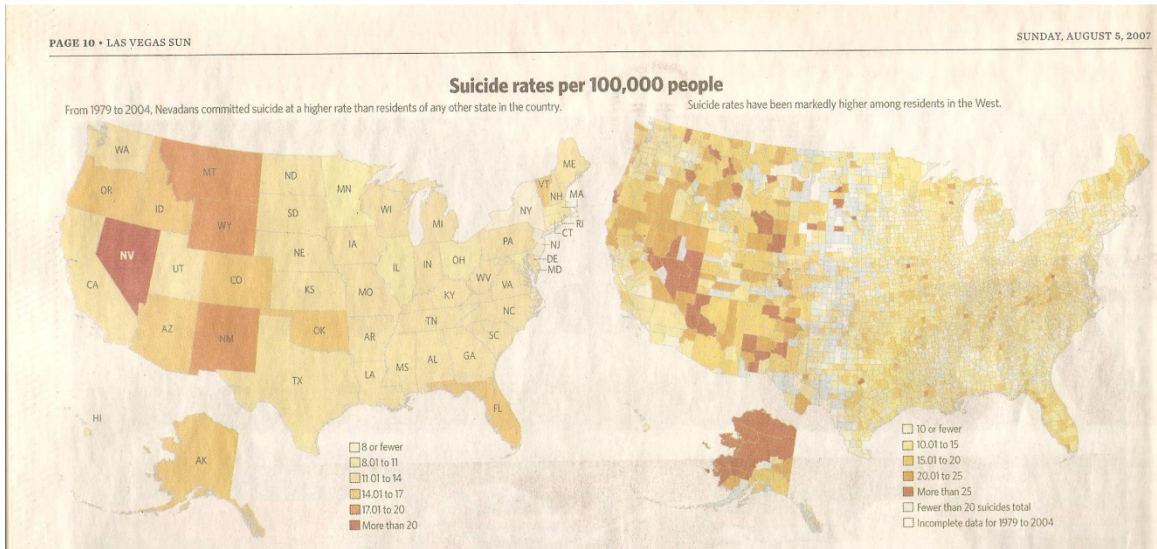 PAGE 10 • LAS VEGAS SUN
SUNDAY, AUGUST 5, 2007
Suicide rates per 100,000 people
From 1979 to 2004, Nevadans committed suicide at a higher rate than residents of any other state in the country.
Suicide rates have been markedly higher among residents in the West.
WA
MT
ND
MN
ME
VT
NH
MA
OR
ID
SD
WI
NY
MI
RI
CT
WY
NJ
DE
MD
NV
UT
NE
IA
PA
IL
IN
OH
WV
VA
CA
CO
KS
MO
KY
NC
AZ
NM
OK
AR
TN
SC
TX
LA
MS
AL
GA
FL
HI
AK
8 or fewer
8.01 to 11
11.01 to 14
14.01 to 17
17.01 to 20
More than 20
10 or fewer
10.01 to 15
15.01 to 20
20.01 to 25
More than 25
Fewer than 20 suicides total
Incomplete data for 1979 to 2004